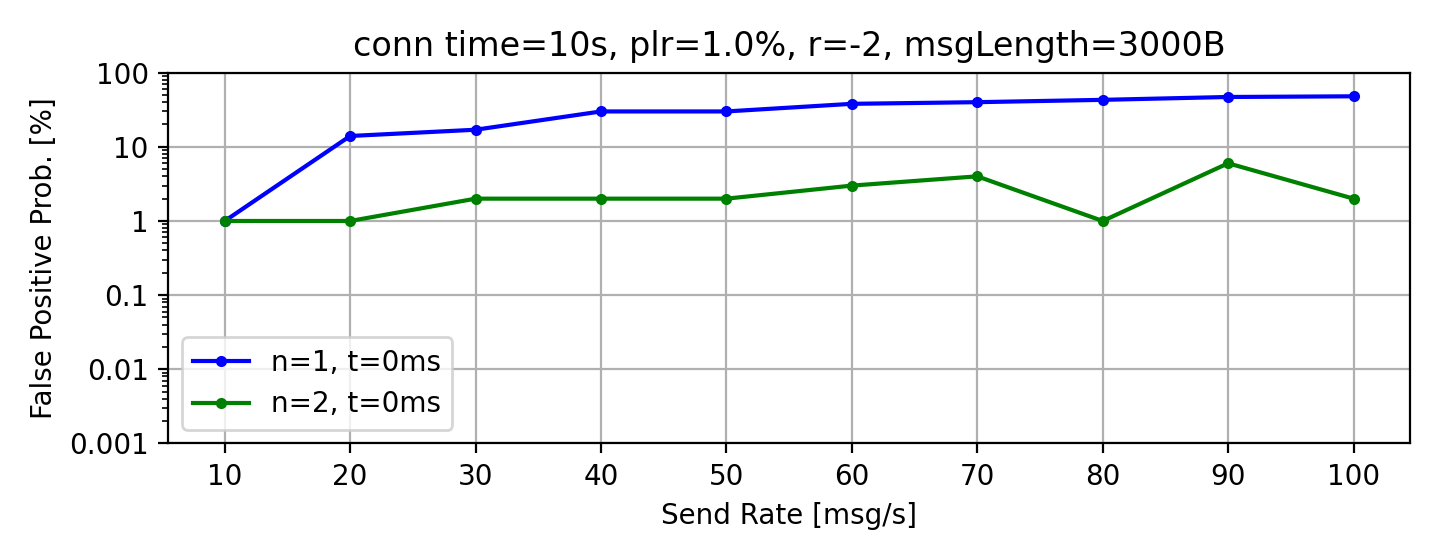 conn time=10s, plr=1.0%, r=-2, msgLength=3000B
False Positive Prob. [%]
100
10
1
0.1
0.01
0.001
n=1, t=0ms
n=2, t=0ms
10 20 30 40 50 60 70 80 90 100
Send Rate [msg/s]